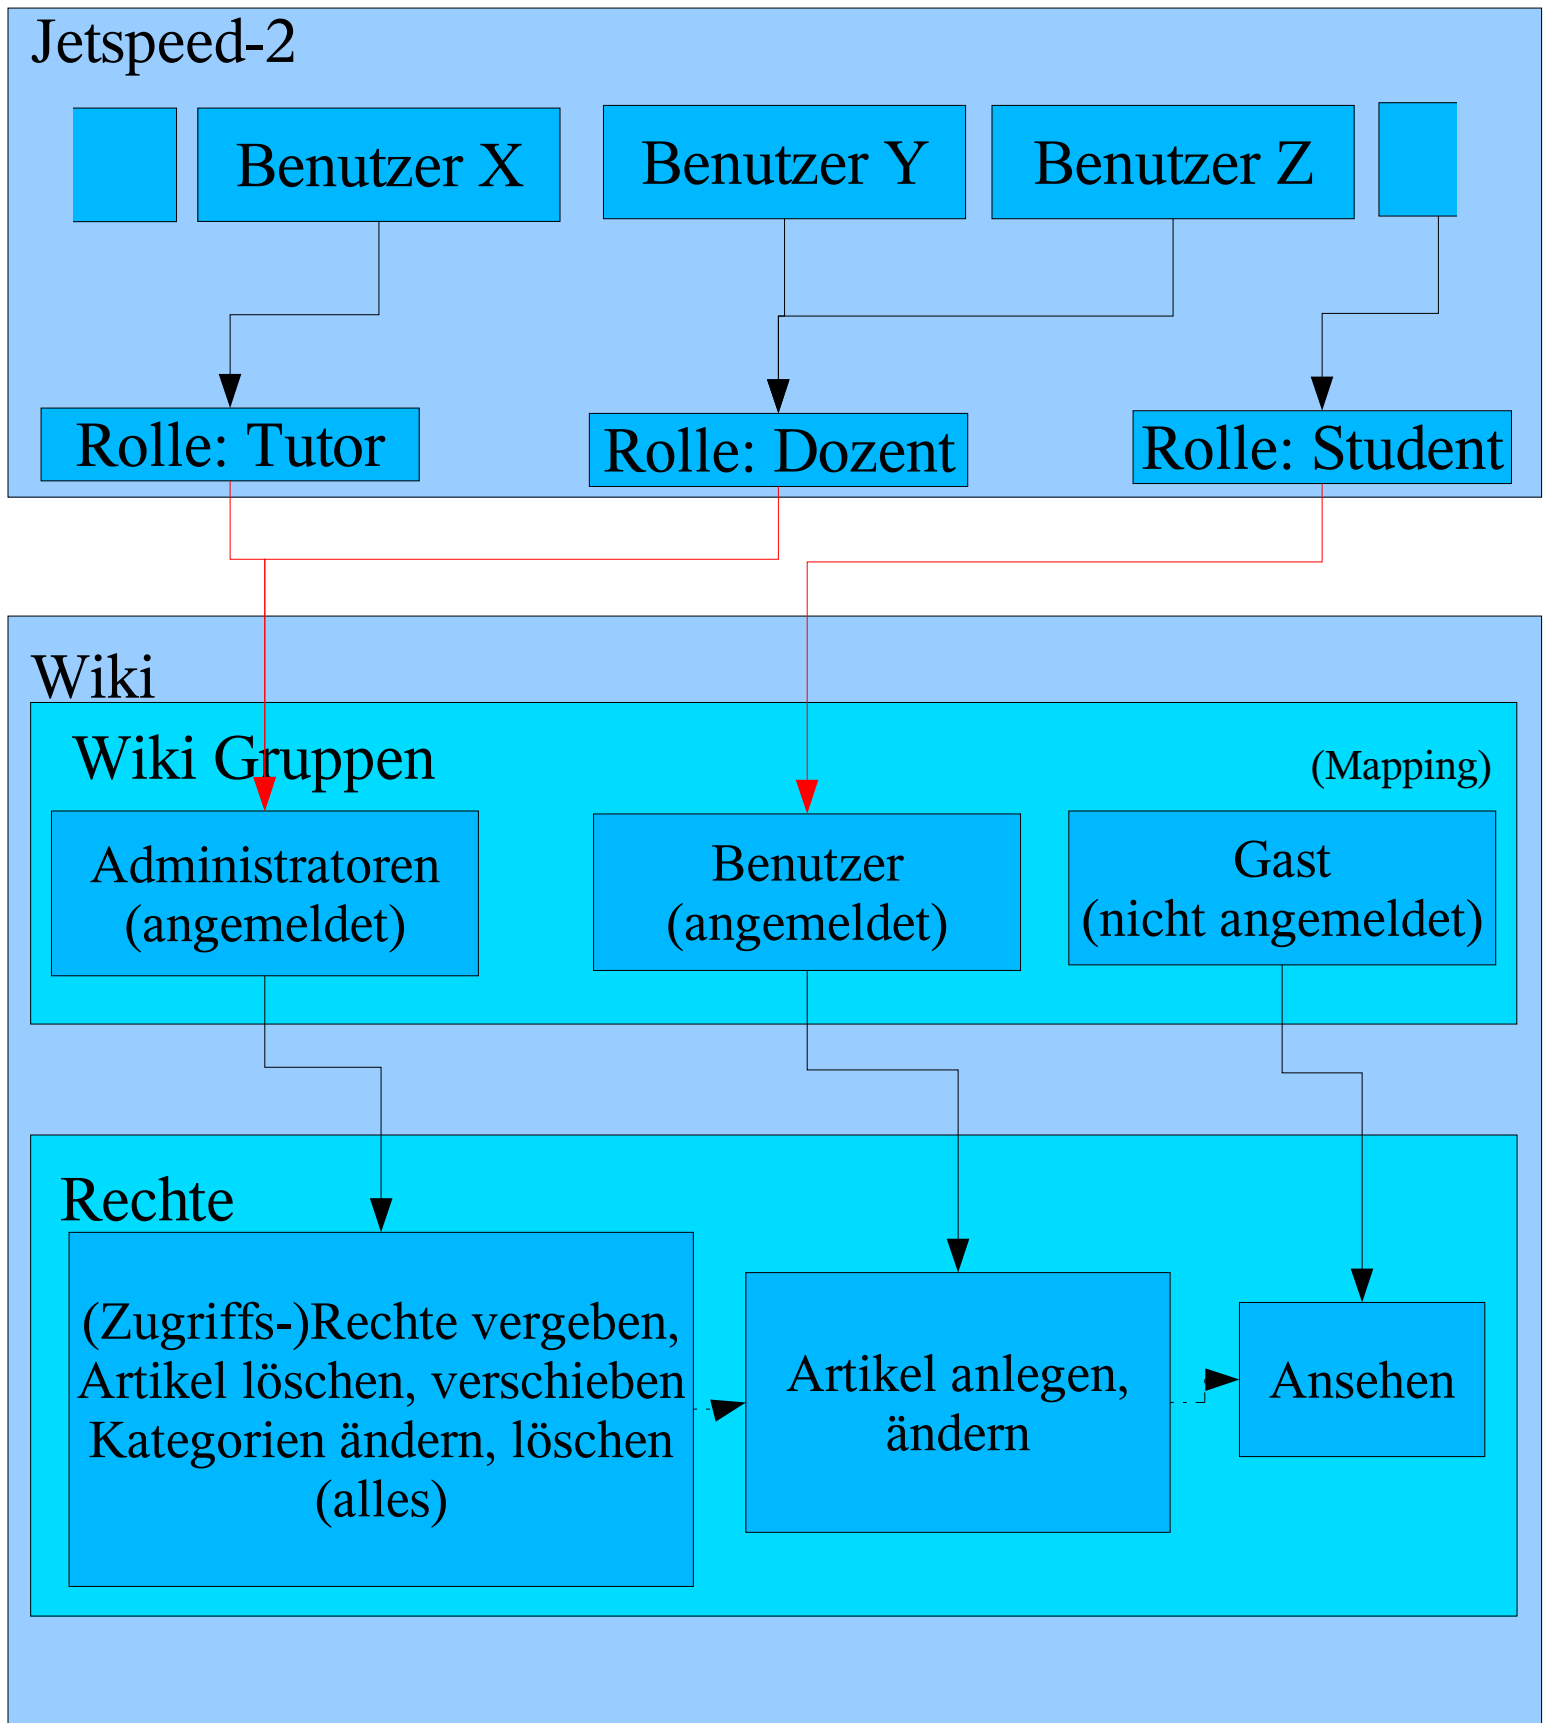 Jetspeed-2
Benutzer X
Benutzer Y
Benutzer Z
Rolle: Tutor
Rolle: Dozent
Rolle: Student
Wiki
Wiki Gruppen
(Mapping)
Administratoren
(angemeldet)
Benutzer
(angemeldet)
Gast
(nicht angemeldet)
Rechte
(Zugriffs-)Rechte vergeben,
Artikel löschen, verschieben
Kategorien ändern, löschen
(alles)
Artikel anlegen,
ändern
Ansehen